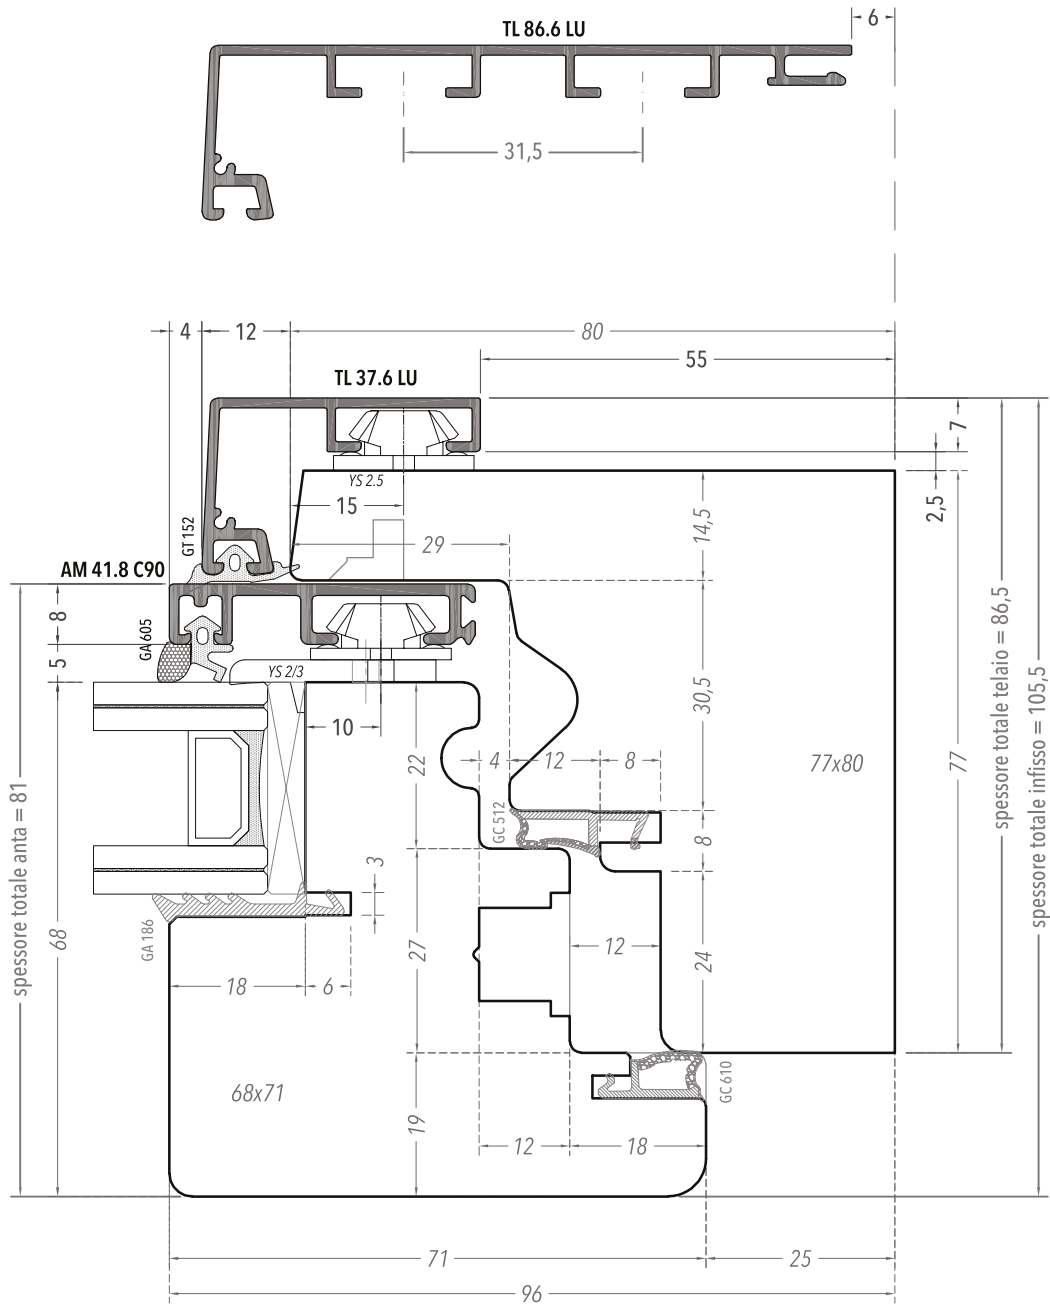 TL 86.6 LU
6
31,5
4
12
80
55
TL 37.6 LU
7
YS 2.5
2,5
15
14,5
GT 152
29
AM 41.8 C90
8
GA 605
5
YS 2/3
10
30,5
22
4
12
8
77x80
77
spessore totale telaio = 86,5
spessore totale infisso = 105,5
spessore totale anta = 81
GC 512
8
3
GA 186
68
27
12
24
18
6
68x71
GC 610
19
12
18
71
25
96